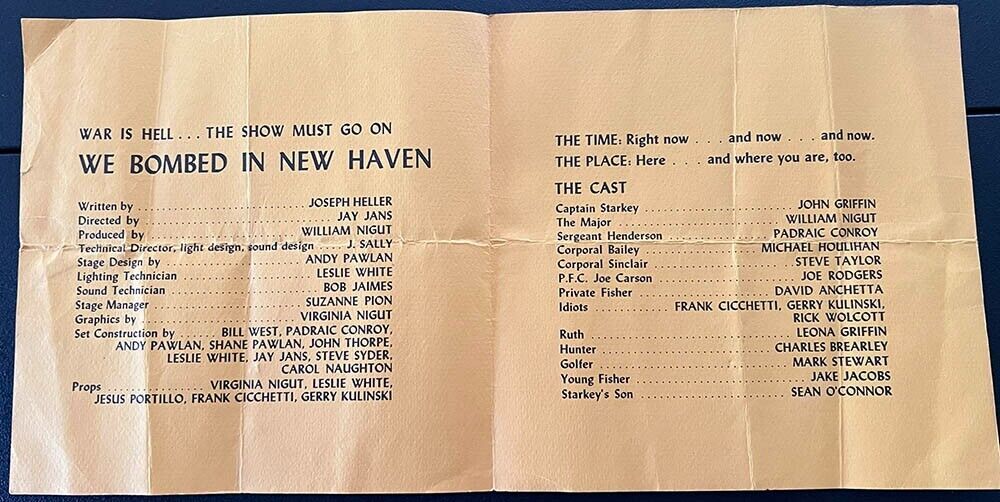 WAR IS HELL . . . THE SHOW MUST GO ON
WE BOMBED IN NEW HAVEN
Written by . . . . . . . . . . . . . . . . . . . . JOSEPH HELLER
Directed by . . . . . . . . . . . . . . . . . . . . JAY JANS
Produced by . . . . . . . . . . . . . . . . . . . . WILLIAM NIGUT
Technical Director, light design, sound design . . . . J. SALLY
Stage Design by . . . . . . . . . . . . . . . . . . . . ANDY PAWLAN
Lighting Technician . . . . . . . . . . . . . . . . . . . . LESLIE WHITE
Sound Technician . . . . . . . . . . . . . . . . . . . . BOB JAIMES
Stage Manager . . . . . . . . . . . . . . . . . . . . SUZANNE PION
Graphics by . . . . . . . . . . . . . . . . . . . . VIRGINIA NIGUT
Set Construction by . . . . . . BILL WEST, PADRAIC CONROY,
ANDY PAWLAN, SHANE PAWLAN, JOHN THORPE,
LESLIE WHITE, JAY JANS, STEVE SYDER,
CAROL NAUGHTON
Props . . . . . . . . . . . . VIRGINIA NIGUT, LESLIE WHITE,
JESUS PORTILLO, FRANK CICCHETTI, GERRY KULINSKI
THE TIME: Right now . . . and now . . . and now.
THE PLACE: Here . . . and where you are, too.
THE CAST
Captain Starkey . . . . . . . . . . . . . . . . . . . . JOHN GRIFFIN
The Major . . . . . . . . . . . . . . . . . . . . WILLIAM NIGUT
Sergeant Henderson . . . . . . . . . . . . . . . . PADRAIC CONROY
Corporal Bailey . . . . . . . . . . . . . . . . MICHAEL HOULIHAN
Corporal Sinclair . . . . . . . . . . . . . . . . . . . . STEVE TAYLOR
P.F.C. Joe Carson . . . . . . . . . . . . . . . . . . . . JOE RODGERS
Private Fisher . . . . . . . . . . . . . . . . . . . . DAVID ANCHETTA
Idiots . . . . . . . . . . . . FRANK CICCHETTI, GERRY KULINSKI,
RICK WOLCOTT
Ruth . . . . . . . . . . . . . . . . . . . . LEONA GRIFFIN
Hunter . . . . . . . . . . . . . . . . . . . . CHARLES BREARLEY
Golfer . . . . . . . . . . . . . . . . . . . . MARK STEWART
Young Fisher . . . . . . . . . . . . . . . . . . . . JAKE JACOBS
Starkey's Son . . . . . . . . . . . . . . . . . . . . SEAN O'CONNOR